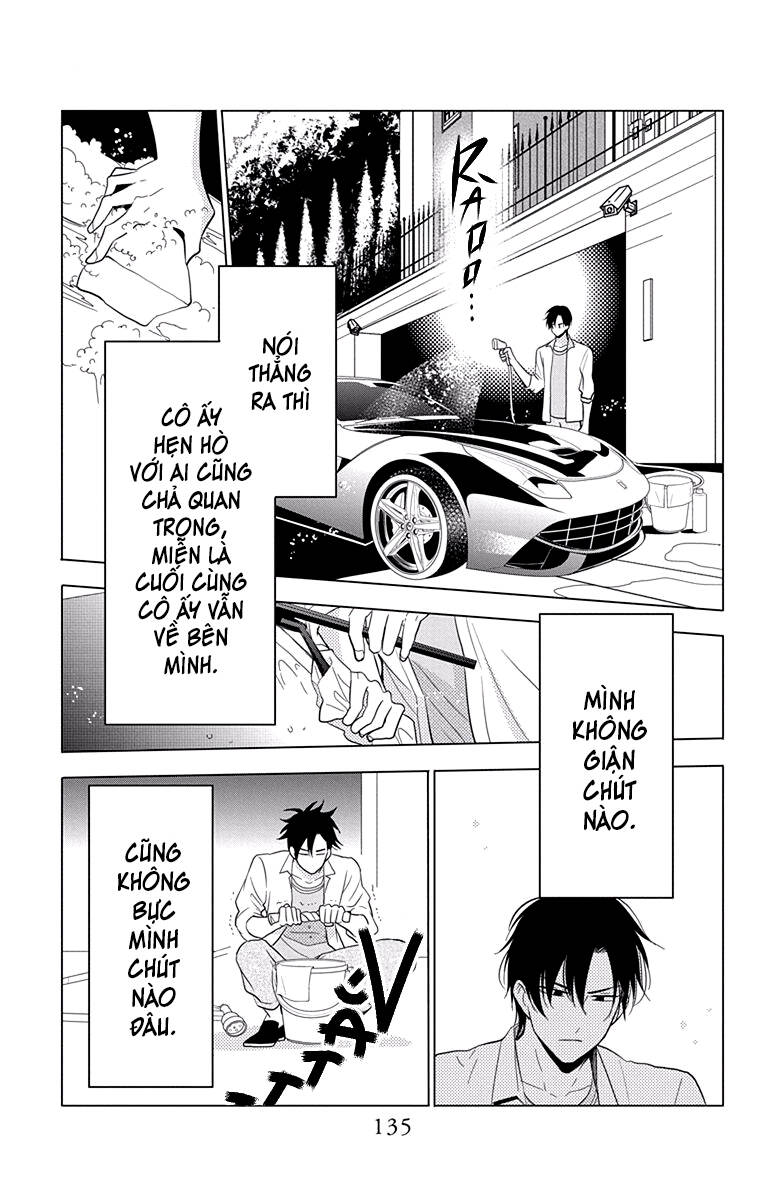 RÀOO...
NÓI
THẲNG
RA THÌ
CÔ ẤY
HẸN HÒ
VỚI AI CŨNG
CHẢ QUAN
TRỌNG,
MIỄN LÀ
CUỐI CÙNG
CÔ ẤY VẪN
VỀ BÊN
MÌNH.
MÌNH
KHÔNG
GIẬN
CHÚT
NÀO.
CŨNG
KHÔNG
BỰC
MÌNH
CHÚT
NÀO
ĐÂU.
135